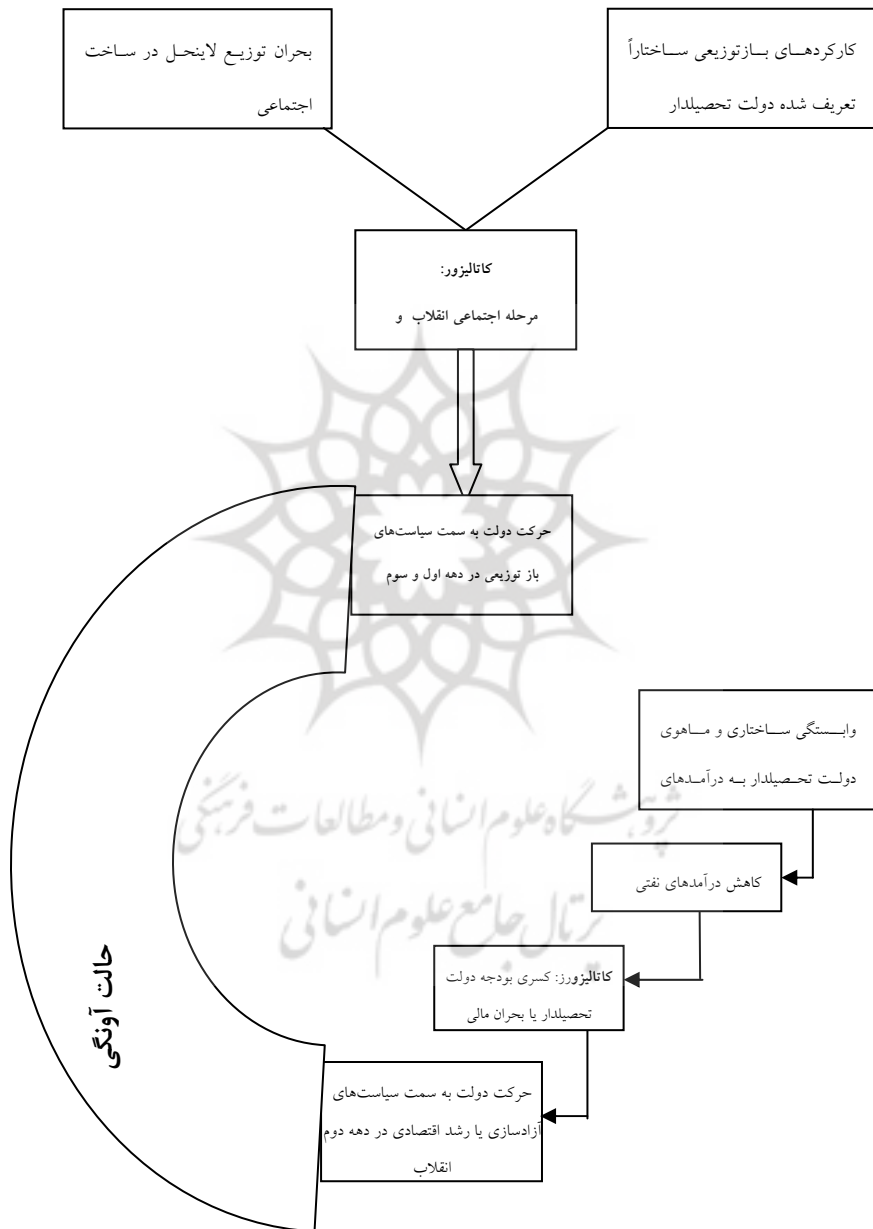 کارکردهای بازتوزیعی ساختاراً
تعریف شده دولت تحصیلدار
بحران توزیع لاینحل در ساخت
اجتماعی
کاتالیزور:
مرحله اجتماعی انقلاب و
حرکت دولت به سمت سیاست‌های
باز توزیعی در دهه اول و سوم
وابستگی ساختاری و ماهوی
دولت تحصیلدار به درآمدهای
کاهش درآمدهای نفتی
کاتالیزورز: کسری بودجه دولت
تحصیلدار یا بحران مالی
حرکت دولت به سمت سیاست‌های
آزادسازی یا رشد اقتصادی در دهه دوم
انقلاب
حالت آونگی
پژوهشگاه علوم انسانی و مطالعات فرهنگی
پرتال جامع علوم انسانی